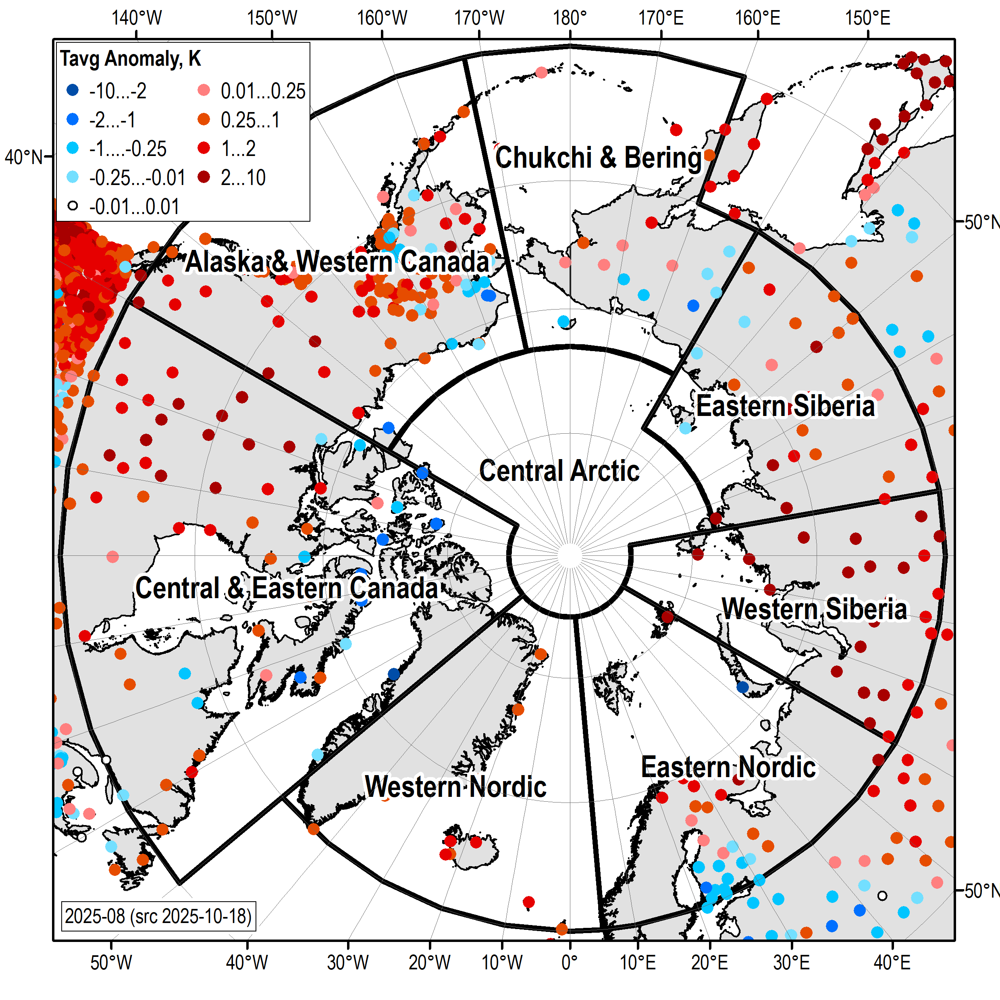 140°W 150°W 160°W 170°W 180° 170°E 160°E 150°E
Tavg Anomaly, K
-10...-2 0.01...0.25
-2...-1 0.25...1
-1....-0.25 1...2
-0.25...-0.01 2...10
-0.01...0.01
40°N
50°N
Chukchi & Bering
Alaska & Western Canada
Eastern Siberia
Central Arctic
Central & Eastern Canada
Western Siberia
Eastern Nordic
Western Nordic
50°N
2025-08 (src 2025-10-18)
50°W 40°W 30°W 20°W 10°W 0° 10°E 20°E 30°E 40°E